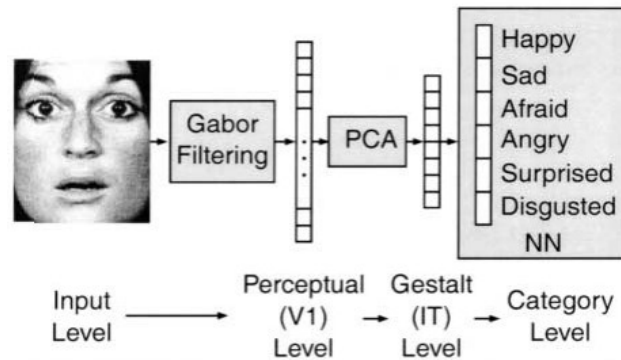 Gabor
Filtering
PCA
Happy
Sad
Afraid
Angry
Surprised
Disgusted
NN
Input
Level
Perceptual
(V1)
Level
Gestalt
(IT)
Level
Category
Level